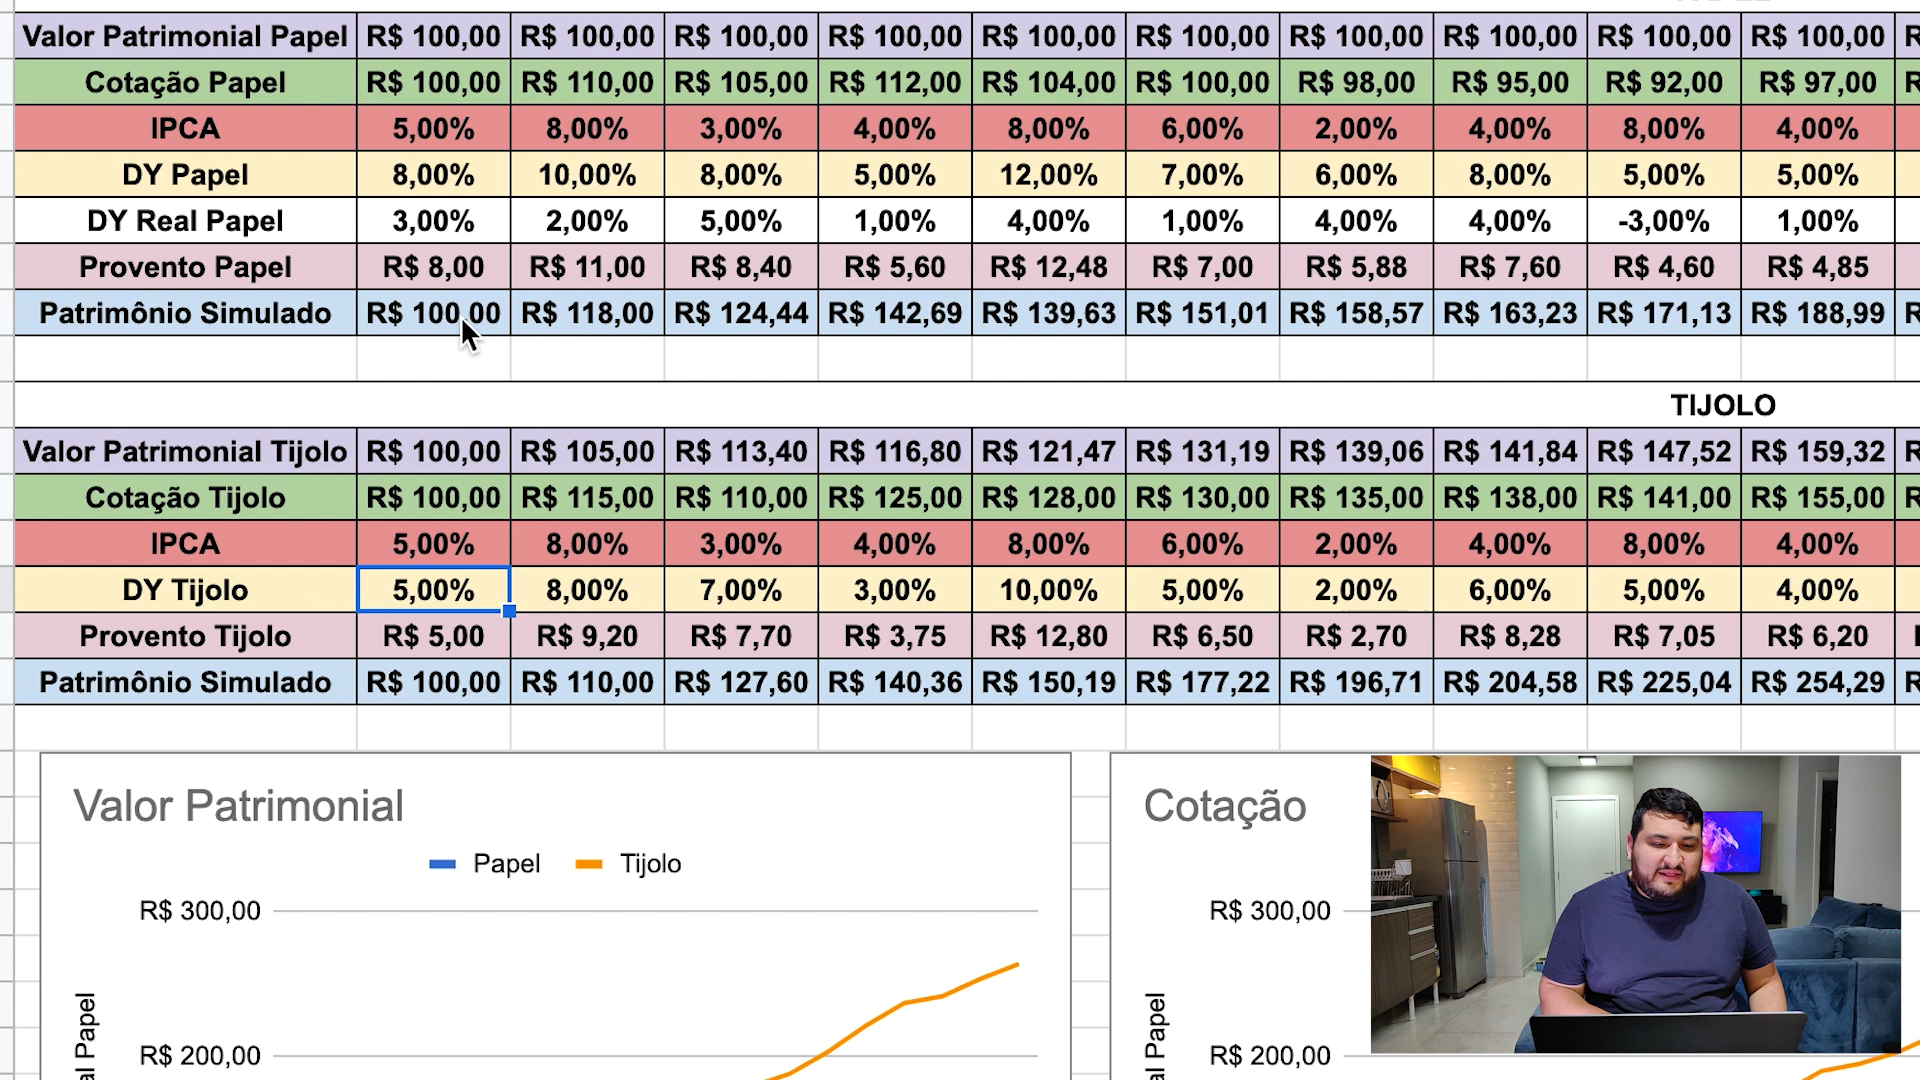 Valor Patrimonial Papel R$ 100,00 R$ 100,00 R$ 100,00 R$ 100,00 R$ 100,00 R$ 100,00 R$ 100,00 R$ 100,00 R$ 100,00 R$ 100,00
Cotação Papel R$ 100,00 R$ 110,00 R$ 105,00 R$ 112,00 R$ 104,00 R$ 100,00 R$ 98,00 R$ 95,00 R$ 92,00 R$ 97,00
IPCA 5,00% 8,00% 3,00% 4,00% 8,00% 6,00% 2,00% 4,00% 8,00% 4,00%
DY Papel 8,00% 10,00% 8,00% 5,00% 12,00% 7,00% 6,00% 8,00% 5,00% 5,00%
DY Real Papel 3,00% 2,00% 5,00% 1,00% 4,00% 1,00% 4,00% 4,00% -3,00% 1,00%
Provento Papel R$ 8,00 R$ 11,00 R$ 8,40 R$ 5,60 R$ 12,48 R$ 7,00 R$ 5,88 R$ 7,60 R$ 4,60 R$ 4,85
Patrimônio Simulado R$ 100,00 R$ 118,00 R$ 124,44 R$ 142,69 R$ 139,63 R$ 151,01 R$ 158,57 R$ 163,23 R$ 171,13 R$ 188,99
TIJOLO
Valor Patrimonial Tijolo R$ 100,00 R$ 105,00 R$ 113,40 R$ 116,80 R$ 121,47 R$ 131,19 R$ 139,06 R$ 141,84 R$ 147,52 R$ 159,32
Cotação Tijolo R$ 100,00 R$ 115,00 R$ 110,00 R$ 125,00 R$ 128,00 R$ 130,00 R$ 135,00 R$ 138,00 R$ 141,00 R$ 155,00
IPCA 5,00% 8,00% 3,00% 4,00% 8,00% 6,00% 2,00% 4,00% 8,00% 4,00%
DY Tijolo 5,00% 8,00% 7,00% 3,00% 10,00% 5,00% 2,00% 6,00% 5,00% 4,00%
Provento Tijolo R$ 5,00 R$ 9,20 R$ 7,70 R$ 3,75 R$ 12,80 R$ 6,50 R$ 2,70 R$ 8,28 R$ 7,05 R$ 6,20
Patrimônio Simulado R$ 100,00 R$ 110,00 R$ 127,60 R$ 140,36 R$ 150,19 R$ 177,22 R$ 196,71 R$ 204,58 R$ 225,04 R$ 254,29
Valor Patrimonial
Papel Tijolo
R$ 300,00
R$ 200,00
al Papel
Cotação
R$ 300,00
R$ 200,00
al Papel